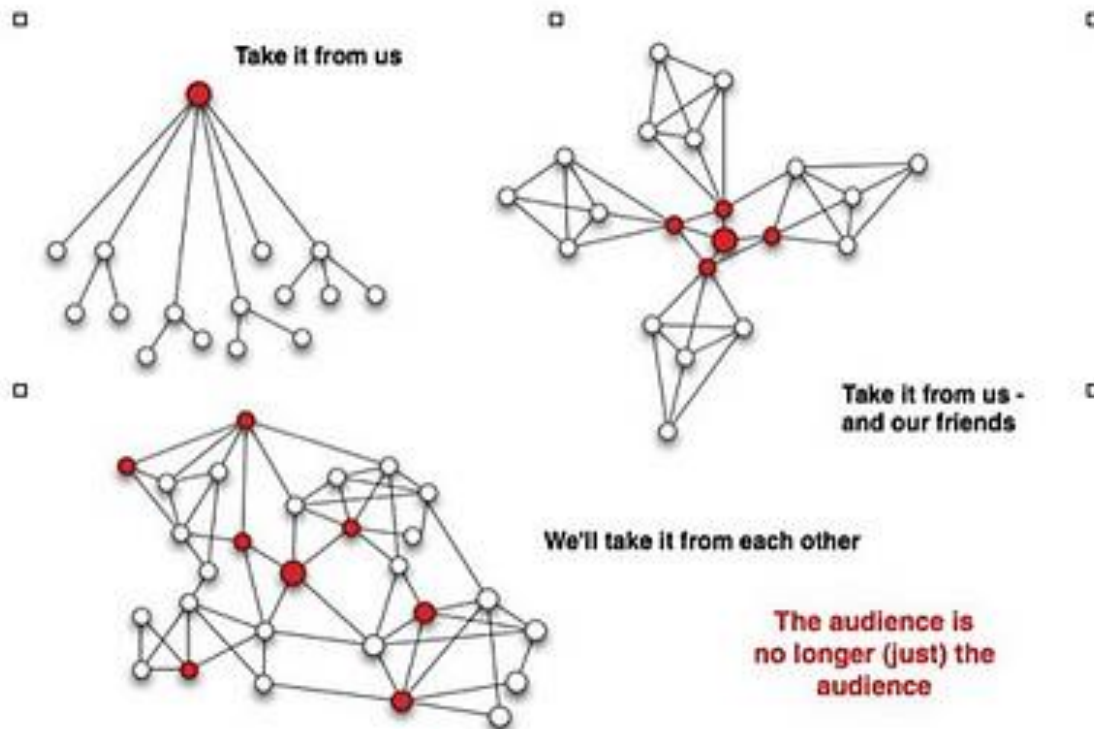 Take it from us
Take it from us -
and our friends
We'll take it from each other
The audience is
no longer (just) the
audience